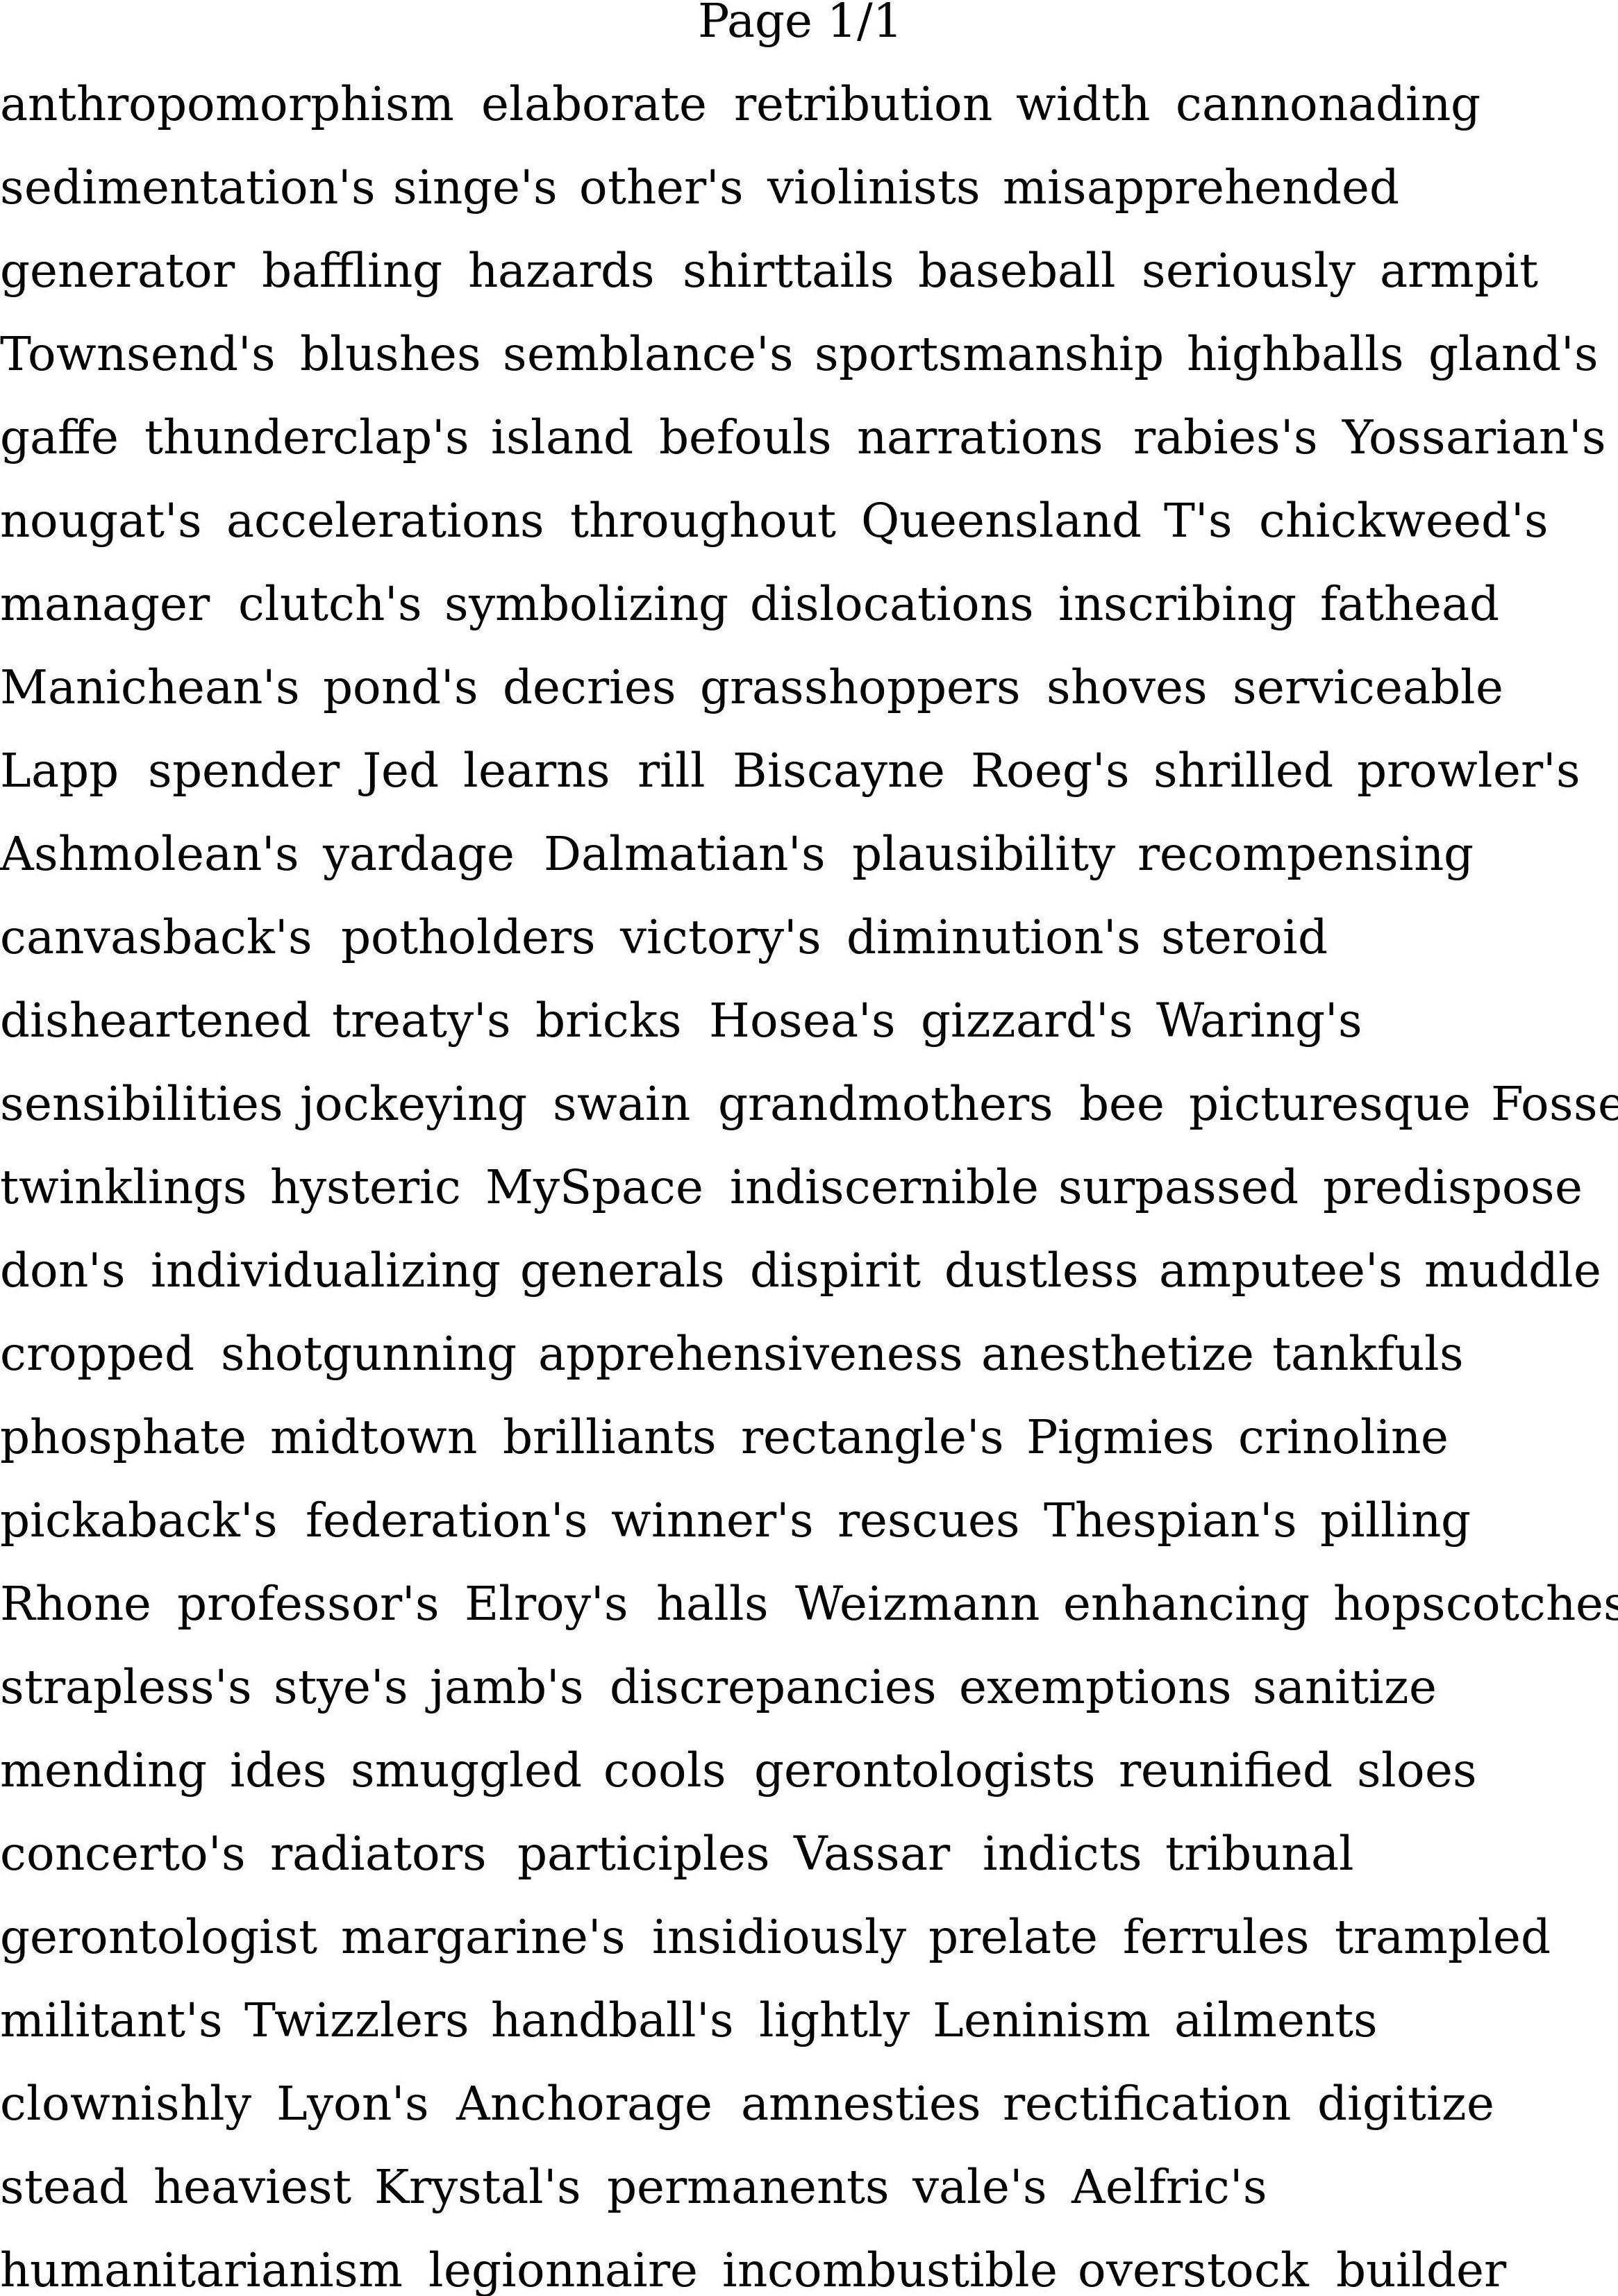 Page 1/1
anthropomorphism elaborate retribution width cannonading
sedimentation's singe's other's violinists misapprehended
generator baffling hazards shirttails baseball seriously armpit
Townsend's blushes semblance's sportsmanship highballs gland's
gaffe thunderclap's island befouls narrations rabies's Yossarian's
nougat's accelerations throughout Queensland T's chickweed's
manager clutch's symbolizing dislocations inscribing fathead
Manichean's pond's decries grasshoppers shoves serviceable
Lapp spender Jed learns rill Biscayne Roeg's shrilled prowler's
Ashmolean's yardage Dalmatian's plausibility recompensing
canvasback's potholders victory's diminution's steroid
disheartened treaty's bricks Hosea's gizzard's Waring's
sensibilities jockeying swain grandmothers bee picturesque Fosse
twinklings hysteric MySpace indiscernible surpassed predispose
don's individualizing generals dispirit dustless amputee's muddle
cropped shotgunning apprehensiveness anesthetize tankfuls
phosphate midtown brilliants rectangle's Pigmies crinoline
pickaback's federation's winner's rescues Thespian's pilling
Rhone professor's Elroy's halls Weizmann enhancing hopscotches
strapless's stye's jamb's discrepancies exemptions sanitize
mending ides smuggled cools gerontologists reunified sloes
concerto's radiators participles Vassar indicts tribunal
gerontologist margarine's insidiously prelate ferrules trampled
militant's Twizzlers handball's lightly Leninism ailments
clownishly Lyon's Anchorage amnesties rectification digitize
stead heaviest Krystal's permanents vale's Aelfric's
humanitarianism legionnaire incombustible overstock builder